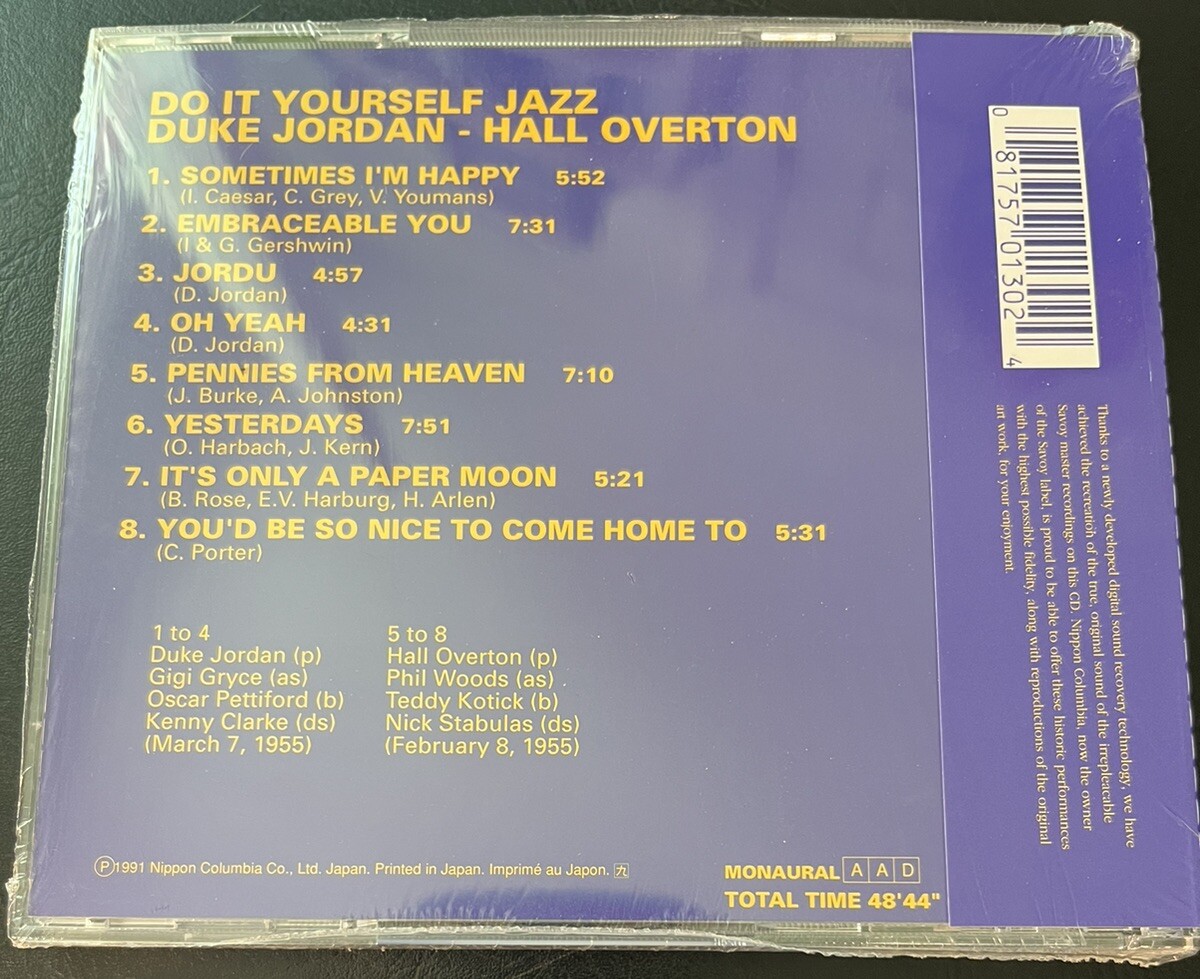 DO IT YOURSELF JAZZ
DUKE JORDAN - HALL OVERTON
1. SOMETIMES I'M HAPPY 5:52
(I. Caesar, C. Grey, V. Youmans)
2. EMBRACEABLE YOU 7:31
(I & G. Gershwin)
3. JORDU 4:57
(D. Jordan)
4. OH YEAH 4:31
(D. Jordan)
5. PENNIES FROM HEAVEN 7:10
(J. Burke, A. Johnston)
6. YESTERDAYS 7:51
(O. Harbach, J. Kern)
7. IT'S ONLY A PAPER MOON 5:21
(B. Rose, E.V. Harburg, H. Arlen)
8. YOU'D BE SO NICE TO COME HOME TO 5:31
(C. Porter)
1 to 4
Duke Jordan (p)
Gigi Gryce (as)
Oscar Pettiford (b)
Kenny Clarke (ds)
(March 7, 1955)
5 to 8
Hall Overton (p)
Phil Woods (as)
Teddy Kotick (b)
Nick Stabulas (ds)
(February 8, 1955)
Ⓟ1991 Nippon Columbia Co., Ltd. Japan. Printed in Japan. Imprimé au Japon. 九
MONAURAL A A D
TOTAL TIME 48'44"
0 81757 01302 4
Thanks to a newly developed digital sound recovery technology, we have
achieved the recreation of the true, original sound of the irrepleacable
Savoy master recordings on this CD. Nippon Columbia, now the owner
of the Savoy label, is proud to be able to offer these historic performances
with the highest possible fidelity, along with reproductions of the original
art work, for your enjoyment.